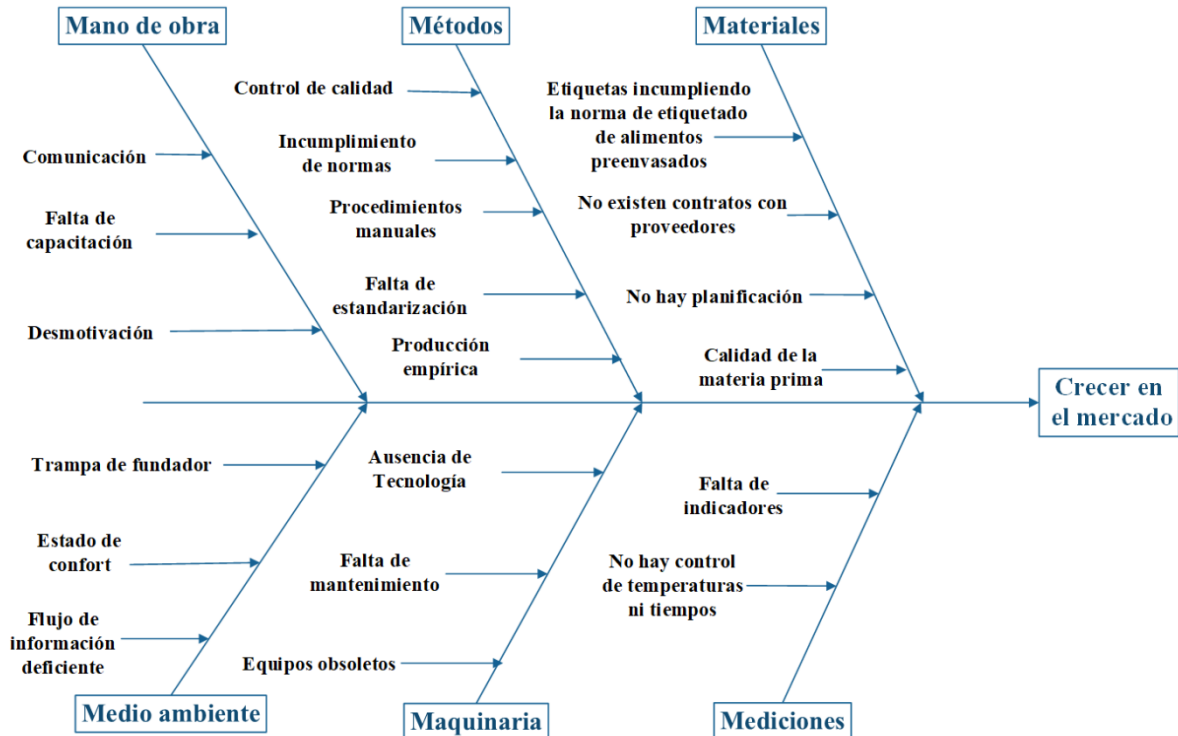 Mano de obra
Métodos
Materiales
Control de calidad
Etiquetas incumpliendo
la norma de etiquetado
de alimentos
preenvasados
Comunicación
Incumplimiento
de normas
Falta de
capacitación
Procedimientos
manuales
No existen contratos con
proveedores
Falta de
estandarización
No hay planificación
Desmotivación
Producción
empírica
Calidad de la
materia prima
Crecer en
el mercado
Trampa de fundador
Ausencia de
Tecnología
Falta de
indicadores
Estado de
confort
Falta de
mantenimiento
No hay control
de temperaturas
ni tiempos
Flujo de
información
deficiente
Equipos obsoletos
Medio ambiente
Maquinaria
Mediciones